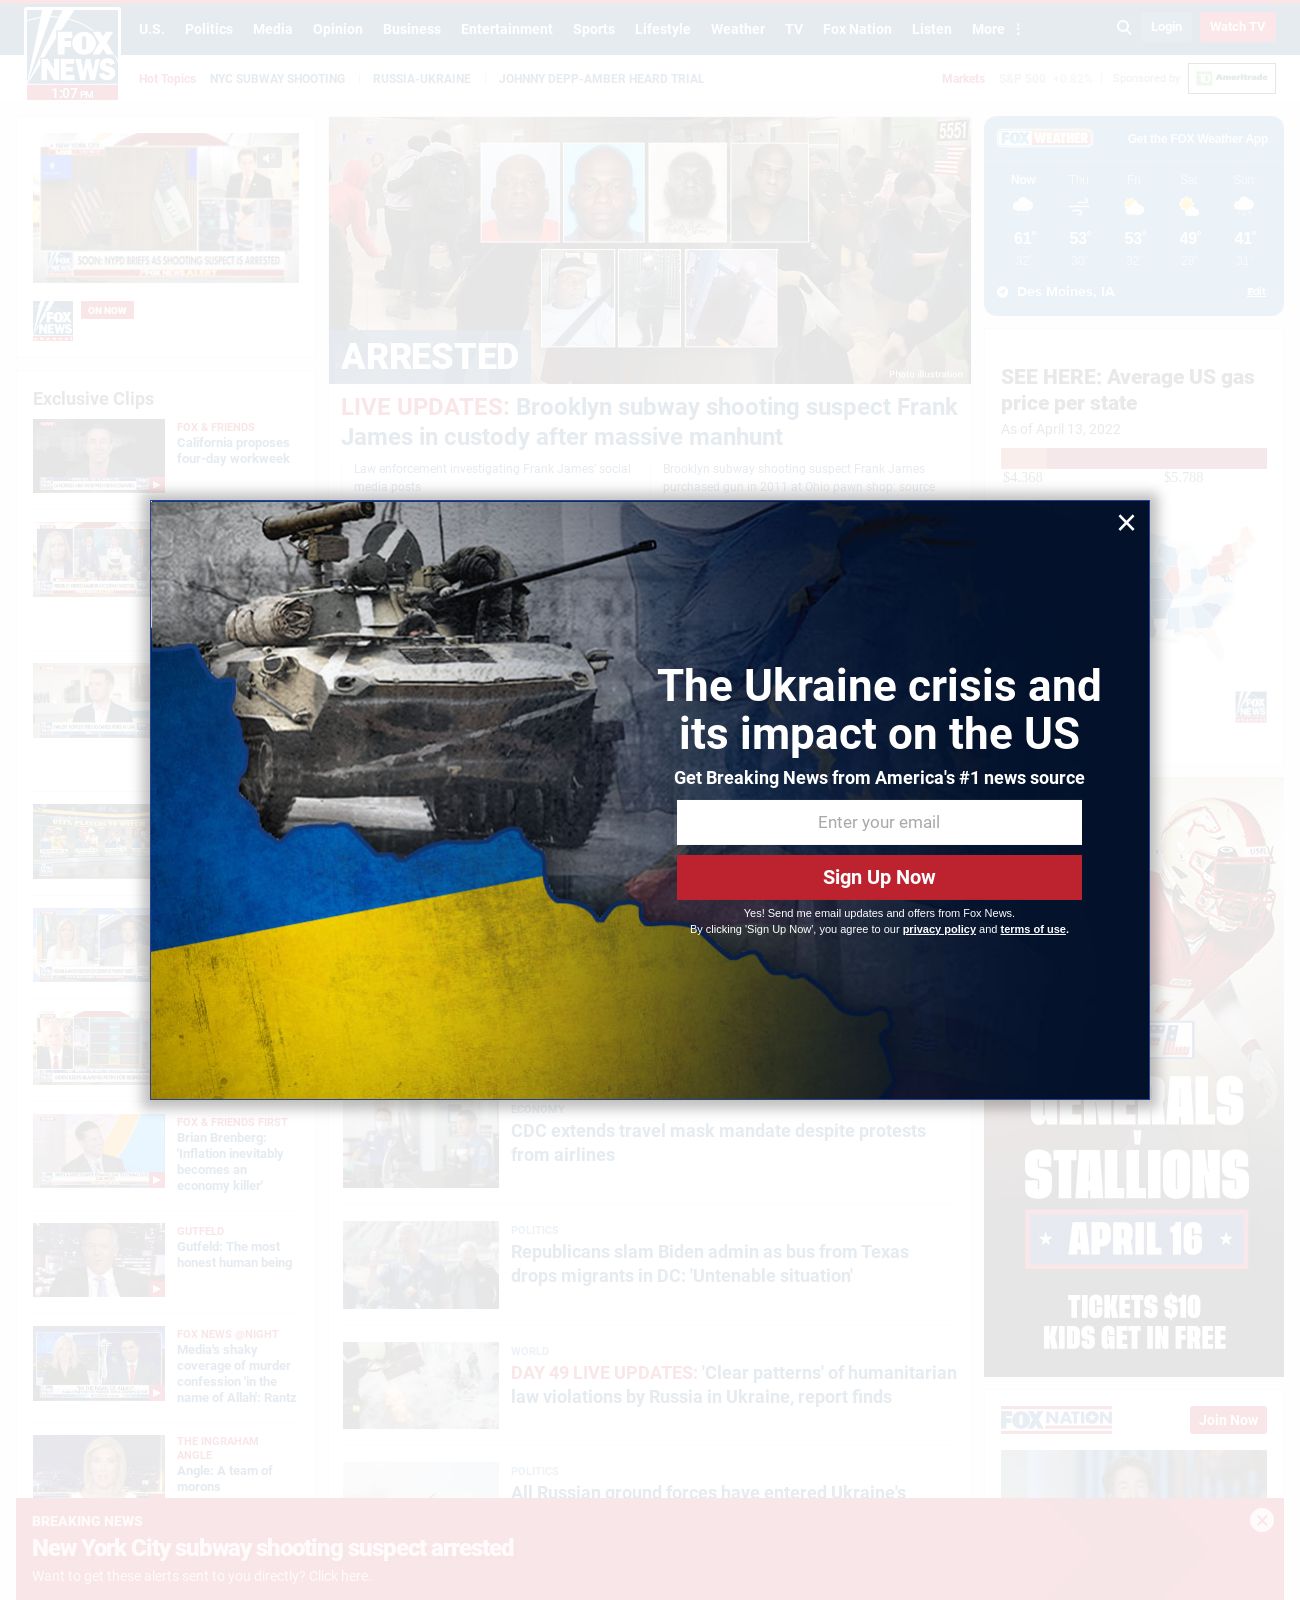 U.S.
Politics
Media
Opinion
Business
Entertainment
Sports
Lifestyle
Weather
TV
Fox Nation
Listen
More
Login
Watch TV
FOX
NEWS
1:07 PM
Hot Topics
NYC SUBWAY SHOOTING
RUSSIA-UKRAINE
JOHNNY DEPP-AMBER HEARD TRIAL
Markets
S&P 500 +0.82%
Sponsored by
Ameritrade
NEW YORK CITY
SOON: NYPD BRIEFS AS SHOOTING SUSPECT IS ARRESTED
FOX NEWS ALERT
FOX
NEWS
ON NOW
Exclusive Clips
FOX & FRIENDS
California proposes
four-day workweek
FOX & FRIENDS FIRST
Brian Brenberg:
'Inflation inevitably
becomes an
economy killer'
GUTFELD
Gutfeld: The most
honest human being
FOX NEWS @NIGHT
Media's shaky
coverage of murder
confession 'in the
name of Allah': Rantz
THE INGRAHAM
ANGLE
Angle: A team of
morons
5551
ARRESTED
Photo illustration
LIVE UPDATES: Brooklyn subway shooting suspect Frank
James in custody after massive manhunt
Law enforcement investigating Frank James' social
media posts
Brooklyn subway shooting suspect Frank James
purchased gun in 2011 at Ohio pawn shop: source
×
The Ukraine crisis and
its impact on the US
Get Breaking News from America's #1 news source
Enter your email
Sign Up Now
Yes! Send me email updates and offers from Fox News.
By clicking 'Sign Up Now', you agree to our privacy policy and terms of use.
ECONOMY
CDC extends travel mask mandate despite protests
from airlines
POLITICS
Republicans slam Biden admin as bus from Texas
drops migrants in DC: 'Untenable situation'
WORLD
DAY 49 LIVE UPDATES: 'Clear patterns' of humanitarian
law violations by Russia in Ukraine, report finds
POLITICS
All Russian ground forces have entered Ukraine's
FOX WEATHER
Get the FOX Weather App
Now
Thu
Fri
Sat
Sun
61°
53°
53°
49°
41°
32°
30°
32°
29°
31°
Des Moines, IA
Edit
SEE HERE: Average US gas
price per state
As of April 13, 2022
$4.368
$5.788
FOX
NEWS
GENERALS
V
STALLIONS
APRIL 16
TICKETS $10
KIDS GET IN FREE
FOX NATION
Join Now
BREAKING NEWS
New York City subway shooting suspect arrested
Want to get these alerts sent to you directly? Click here.